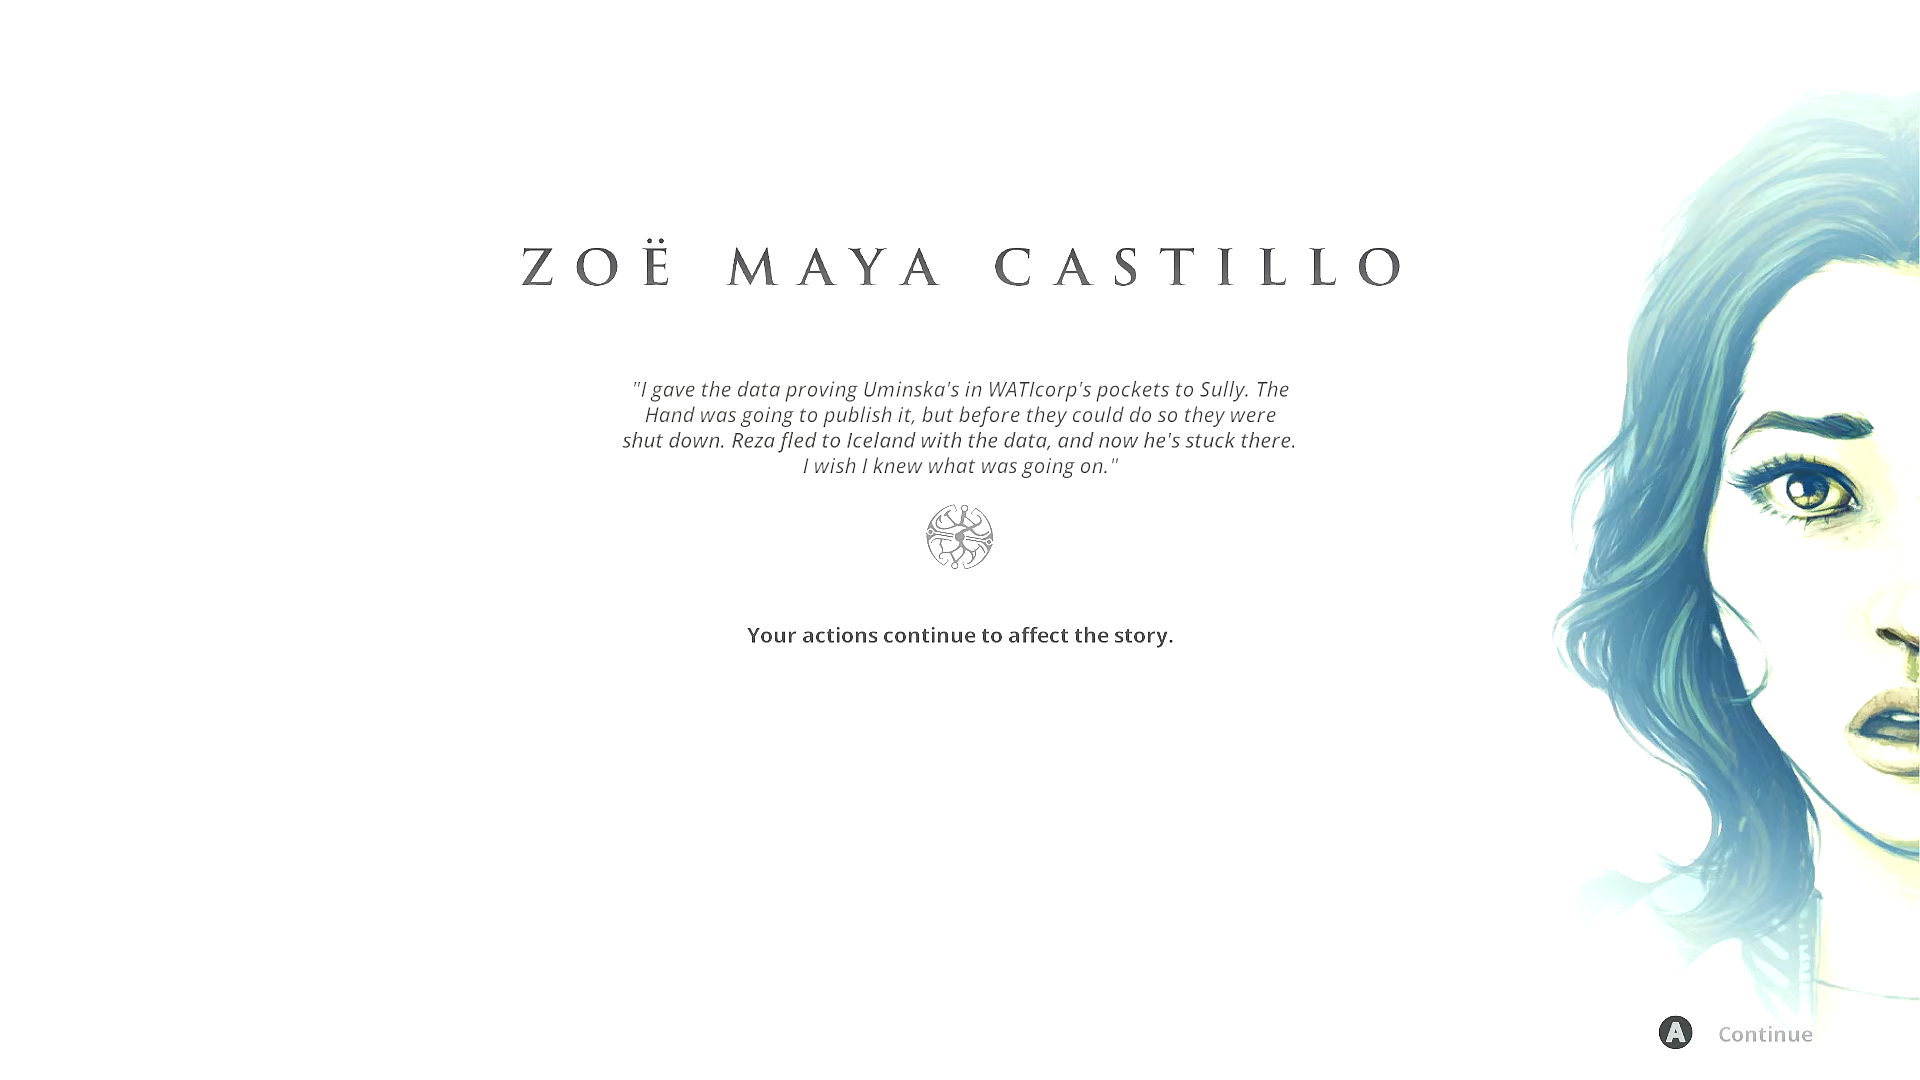 ZOË MAYA CASTILLO
"I gave the data proving Uminska's in WATIcorp's pockets to Sully. The
Hand was going to publish it, but before they could do so they were
shut down. Reza fled to Iceland with the data, and now he's stuck there.
I wish I knew what was going on."
Your actions continue to affect the story.
A Continue